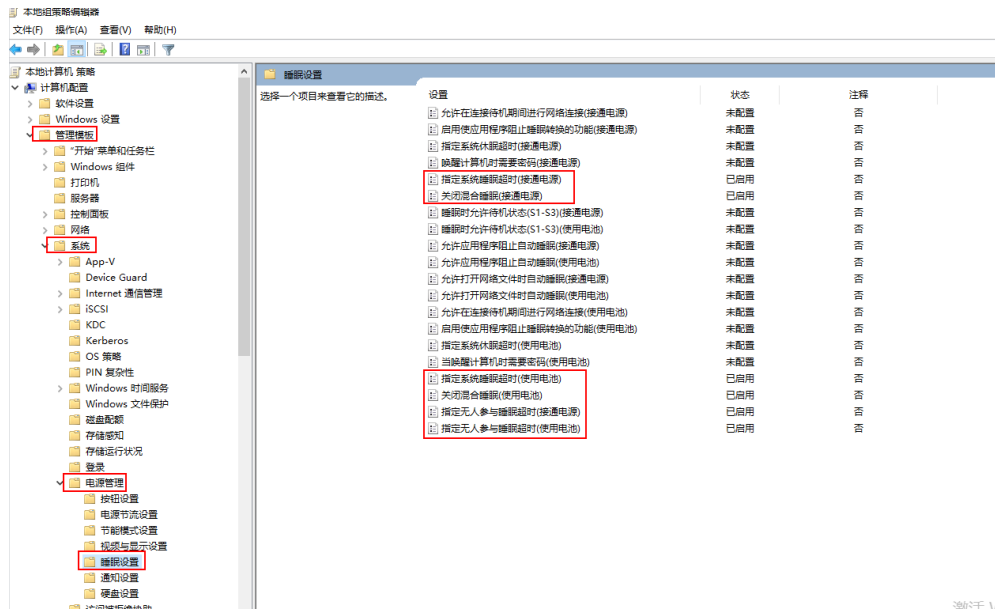 本地组策略编辑器
文件(F) 操作(A) 查看(V) 帮助(H)
本地计算机 策略
计算机配置
软件设置
Windows 设置
管理模板
"开始"菜单和任务栏
Windows 组件
打印机
服务器
控制面板
网络
系统
App-V
Device Guard
Internet 通信管理
iSCSI
KDC
Kerberos
OS 策略
PIN 复杂性
Windows 时间服务
Windows 文件保护
磁盘配额
存储感知
存储运行状况
登录
电源管理
按钮设置
电源节流设置
节能模式设置
视频与显示设置
睡眠设置
通知设置
硬盘设置
睡眠设置
选择一个项目来查看它的描述。
设置 状态 注释
允许在连接待机期间进行网络连接(接通电源) 未配置 否
启用使应用程序阻止睡眠转换的功能(接通电源) 未配置 否
指定系统休眠超时(接通电源) 未配置 否
唤醒计算机时需要密码(接通电源) 未配置 否
指定系统睡眠超时(接通电源) 已启用 否
关闭混合睡眠(接通电源) 已启用 否
睡眠时允许待机状态(S1-S3)(接通电源) 未配置 否
睡眠时允许待机状态(S1-S3)(使用电池) 未配置 否
允许应用程序阻止自动睡眠(接通电源) 未配置 否
允许应用程序阻止自动睡眠(使用电池) 未配置 否
允许打开网络文件时自动睡眠(接通电源) 未配置 否
允许打开网络文件时自动睡眠(使用电池) 未配置 否
允许在连接待机期间进行网络连接(使用电池) 未配置 否
启用使应用程序阻止睡眠转换的功能(使用电池) 未配置 否
指定系统休眠超时(使用电池) 未配置 否
当唤醒计算机时需要密码(使用电池) 未配置 否
指定系统睡眠超时(使用电池) 已启用 否
关闭混合睡眠(使用电池) 已启用 否
指定无人参与睡眠超时(接通电源) 已启用 否
指定无人参与睡眠超时(使用电池) 已启用 否
激活